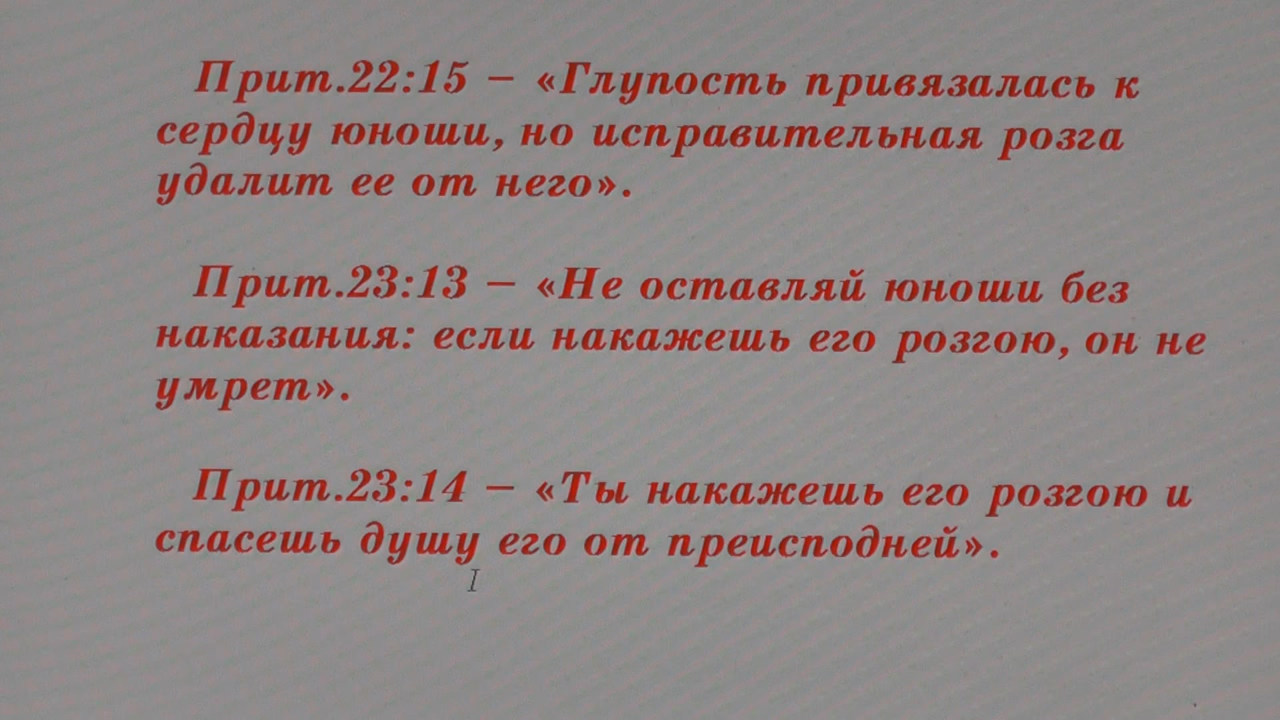 Прит.22:15 – «Глупость привязалась к
сердцу юноши, но исправительная розга
удалит ее от него».
Прит.23:13 – «Не оставляй юноши без
наказания: если накажешь его розгою, он не
умрет».
Прит.23:14 – «Ты накажешь его розгою и
спасешь душу его от преисподней».